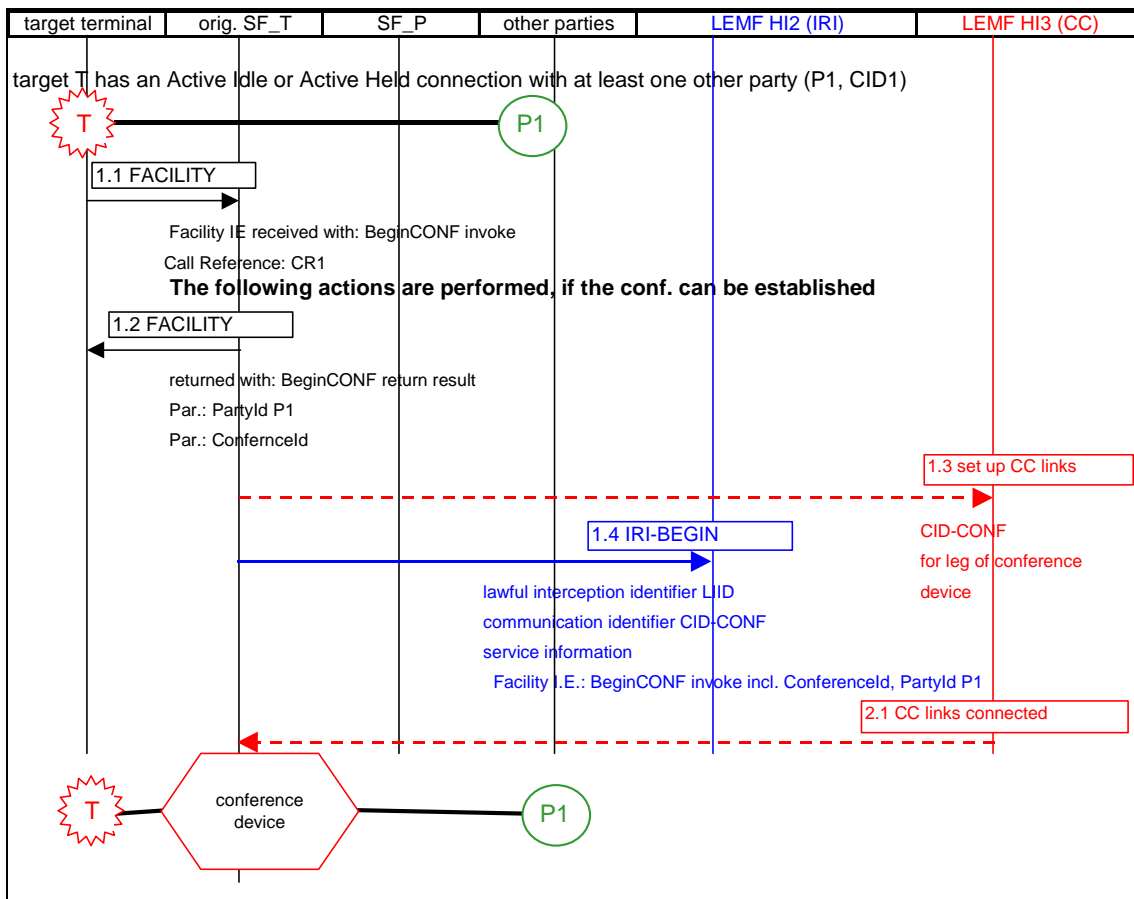 target terminal orig. SF_T SF_P other parties LEMF HI2 (IRI) LEMF HI3 (CC)
target T has an Active Idle or Active Held connection with at least one other party (P1, CID1)
T P1
1.1 FACILITY
Facility IE received with: BeginCONF invoke
Call Reference: CR1
The following actions are performed, if the conf. can be established
1.2 FACILITY
returned with: BeginCONF return result
Par.: PartyId P1
Par.: ConfernceId
1.3 set up CC links
CID-CONF
for leg of conference
device
1.4 IRI-BEGIN
lawful interception identifier LIID
communication identifier CID-CONF
service information
Facility I.E.: BeginCONF invoke incl. ConferenceId, PartyId P1
2.1 CC links connected
T
conference
device
P1